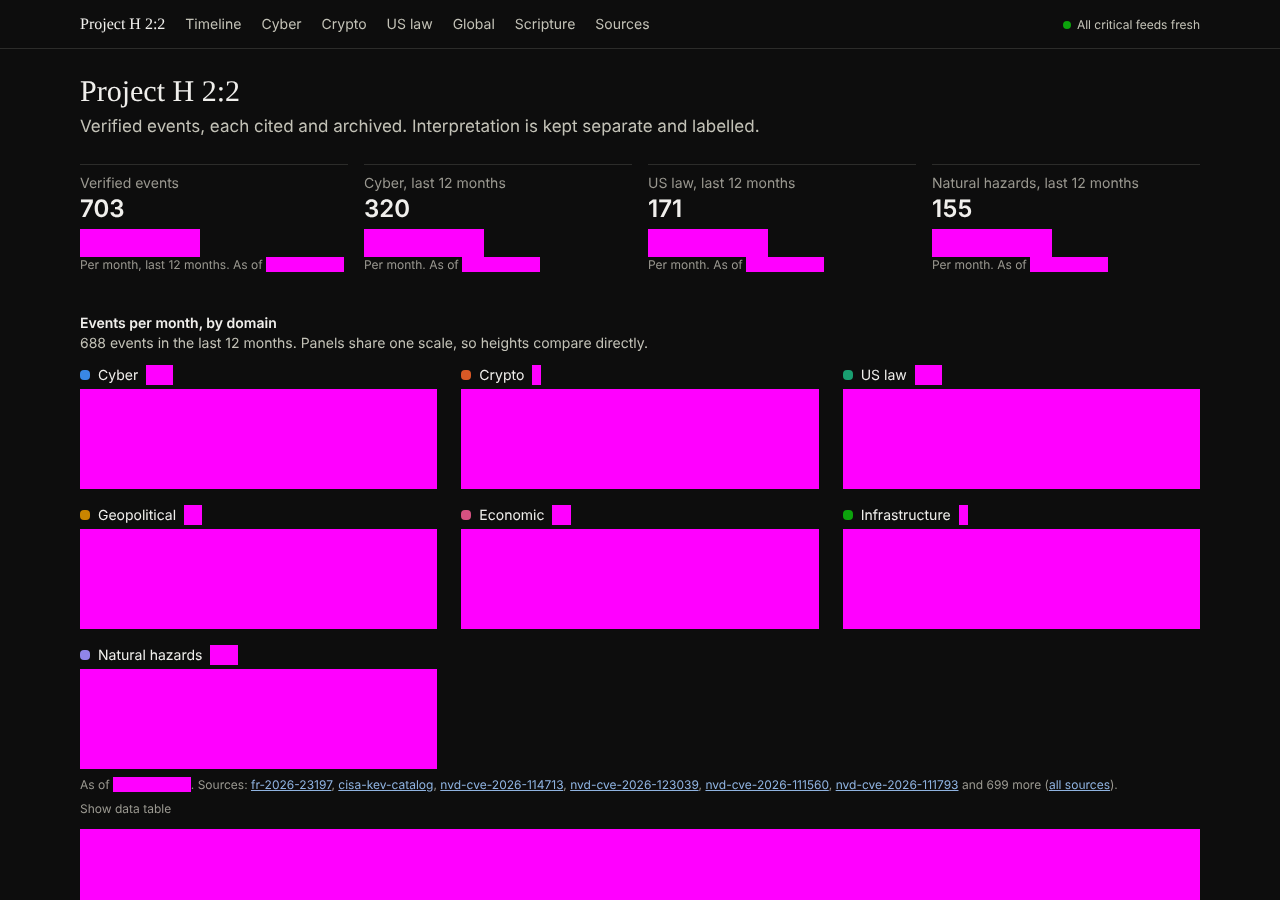 Project H 2:2 Timeline Cyber Crypto US law Global Scripture Sources All critical feeds fresh
Project H 2:2
Verified events, each cited and archived. Interpretation is kept separate and labelled.
Verified events Cyber, last 12 months US law, last 12 months Natural hazards, last 12 months
703 320 171 155
Per month, last 12 months. As of Per month. As of Per month. As of Per month. As of
Events per month, by domain
688 events in the last 12 months. Panels share one scale, so heights compare directly.
Cyber Crypto US law
Geopolitical Economic Infrastructure
Natural hazards
As of . Sources: fr-2026-23197, cisa-kev-catalog, nvd-cve-2026-114713, nvd-cve-2026-123039, nvd-cve-2026-111560, nvd-cve-2026-111793 and 699 more (all sources).
Show data table